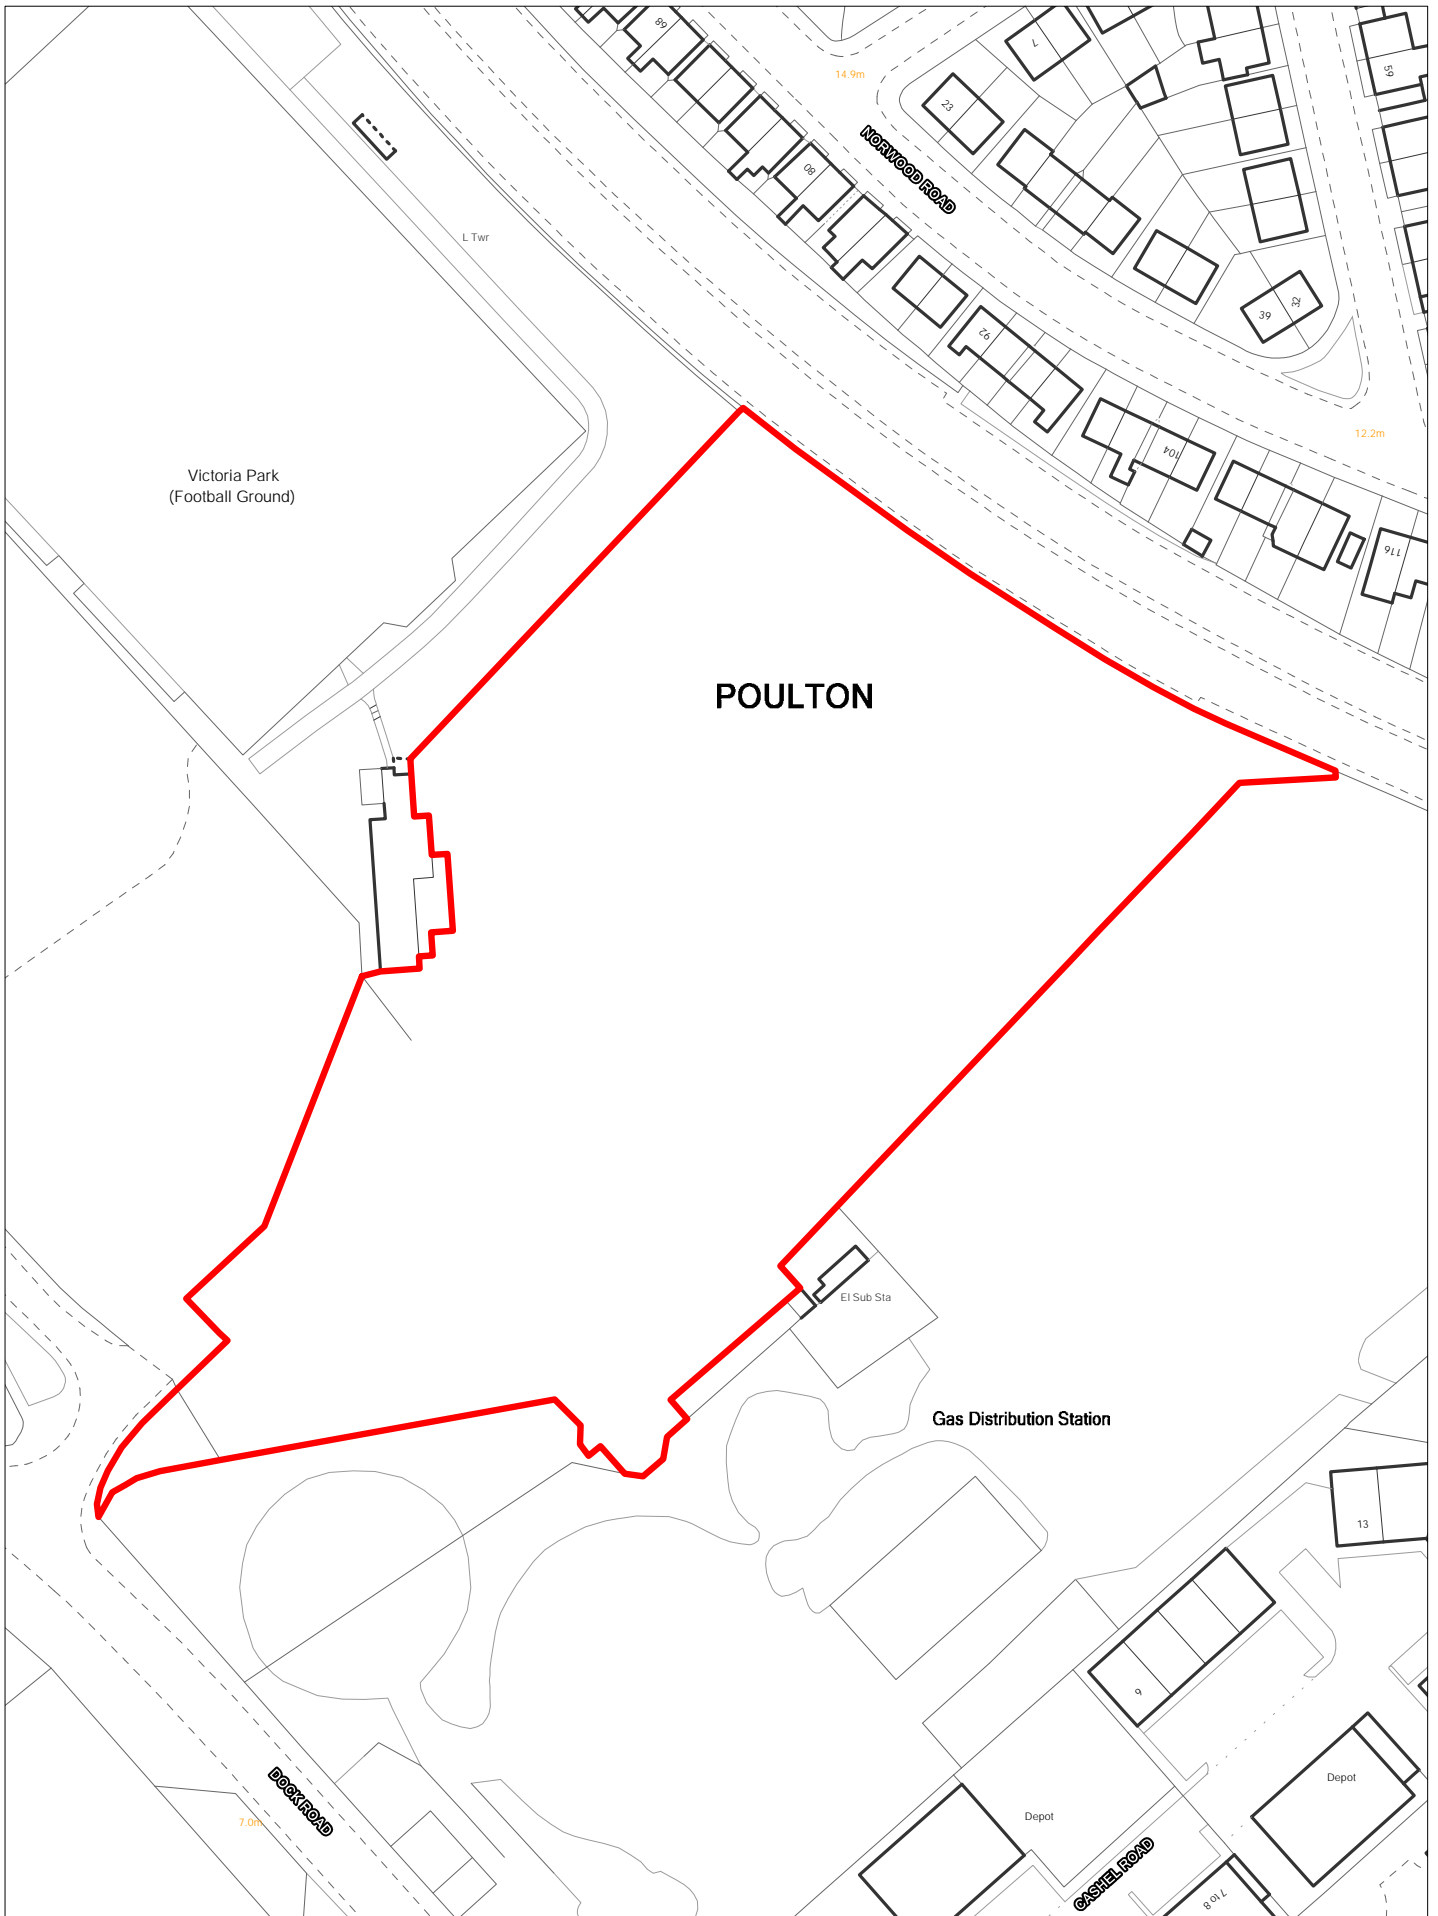 89
7
59
14.9m
23
NORWOOD ROAD
80
L Twr
32
39
92
12.2m
104
Victoria Park
(Football Ground)
116
POULTON
El Sub Sta
Gas Distribution Station
13
9
Depot
DOCK ROAD
Depot
7.0m
CASHEL ROAD
7 to 8